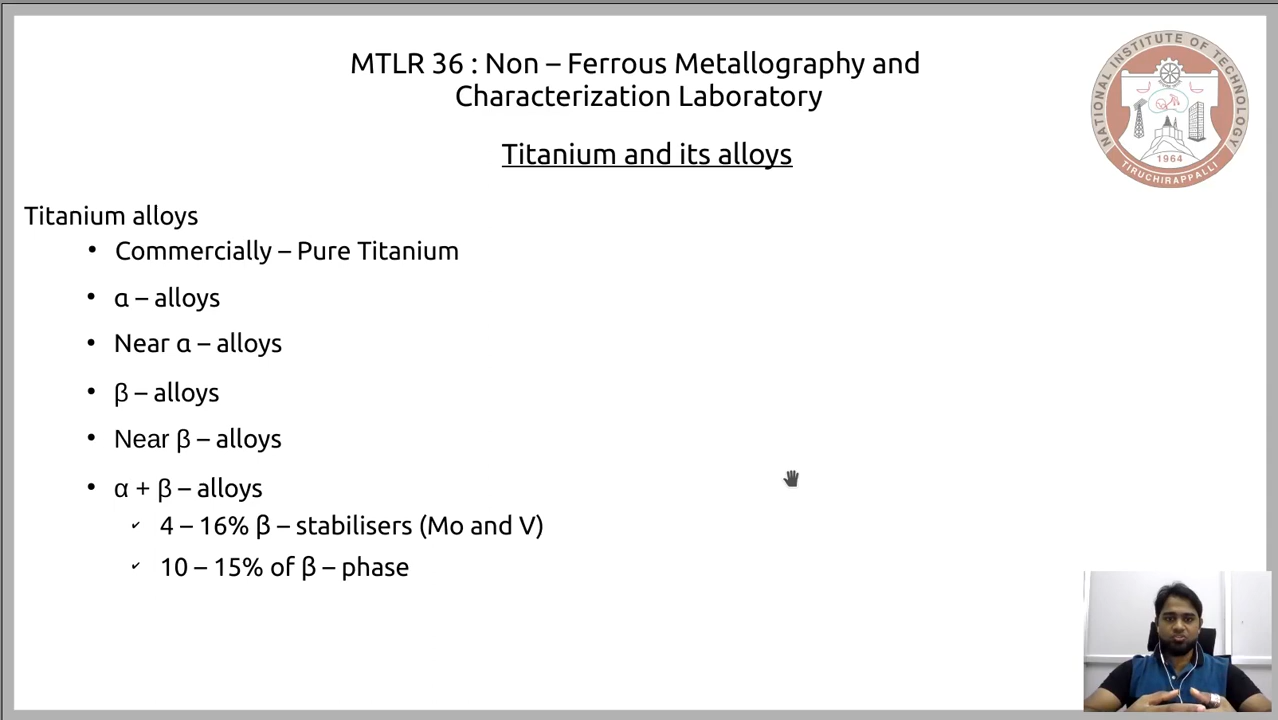 MTLR 36 : Non – Ferrous Metallography and
Characterization Laboratory
Titanium and its alloys
NATIONAL INSTITUTE OF TECHNOLOGY
1964
TIRUCHIRAPPALLI
Titanium alloys
• Commercially – Pure Titanium
• α – alloys
• Near α – alloys
• β – alloys
• Near β – alloys
• α + β – alloys
✓ 4 – 16% β – stabilisers (Mo and V)
✓ 10 – 15% of β – phase